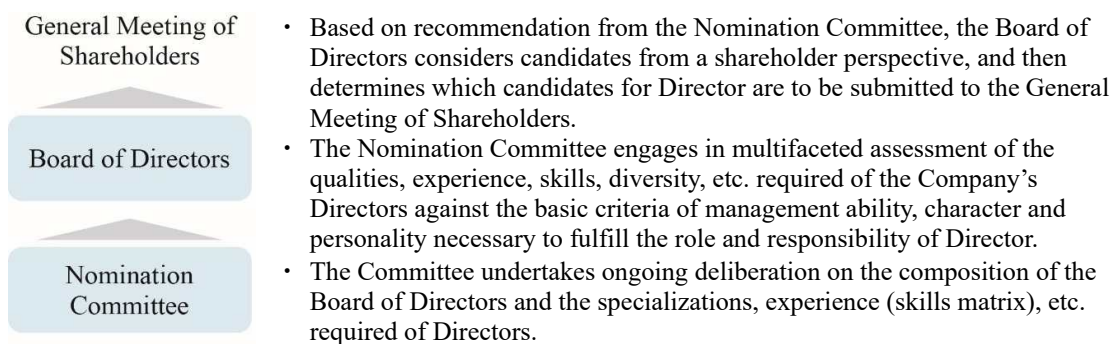 General Meeting of
Shareholders
Board of Directors
Nomination
Committee
・ Based on recommendation from the Nomination Committee, the Board of
Directors considers candidates from a shareholder perspective, and then
determines which candidates for Director are to be submitted to the General
Meeting of Shareholders.
・ The Nomination Committee engages in multifaceted assessment of the
qualities, experience, skills, diversity, etc. required of the Company’s
Directors against the basic criteria of management ability, character and
personality necessary to fulfill the role and responsibility of Director.
・ The Committee undertakes ongoing deliberation on the composition of the
Board of Directors and the specializations, experience (skills matrix), etc.
required of Directors.